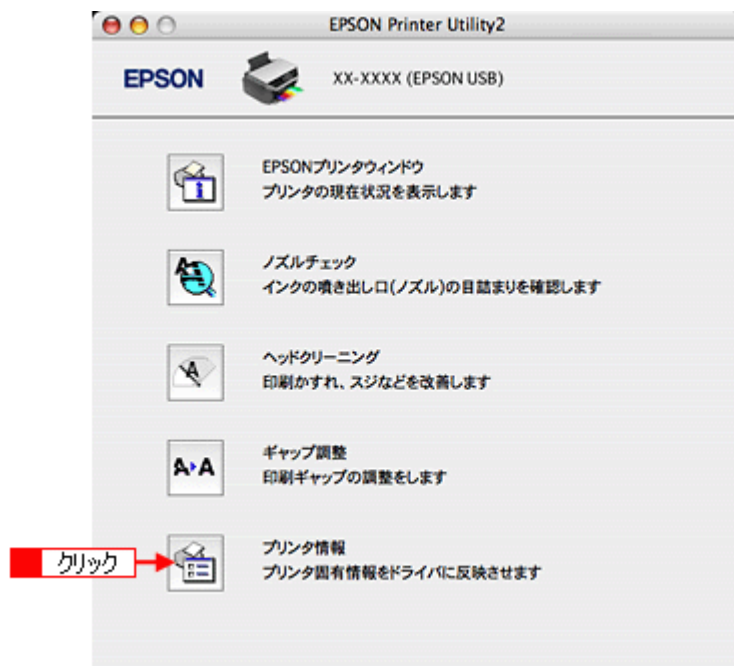 EPSON Printer Utility2
EPSON
XX-XXXX (EPSON USB)
EPSONプリンタウィンドウ
プリンタの現在状況を表示します
ノズルチェック
インクの噴き出し口(ノズル)の目詰まりを確認します
ヘッドクリーニング
印刷かすれ、スジなどを改善します
A▸A
ギャップ調整
印刷ギャップの調整をします
クリック
プリンタ情報
プリンタ固有情報をドライバに反映させます